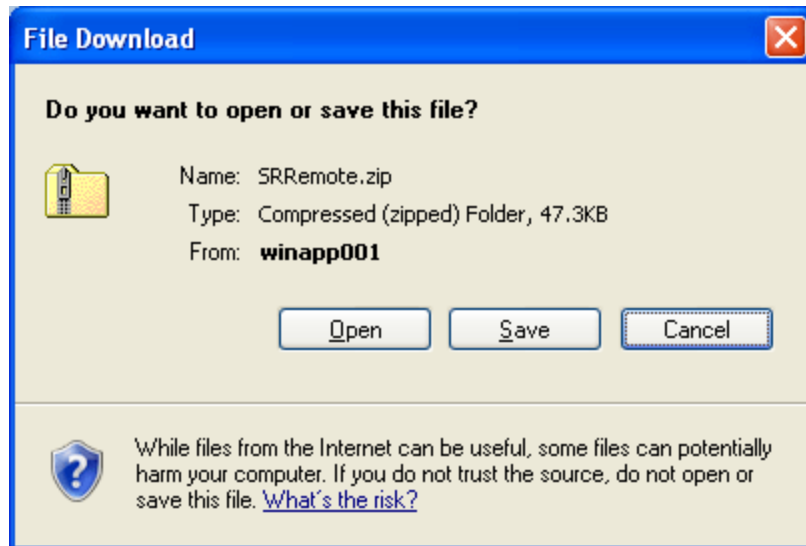 File Download
Do you want to open or save this file?
Name: SRRemote.zip
Type: Compressed (zipped) Folder, 47.3KB
From: winapp001
Open Save Cancel
While files from the Internet can be useful, some files can potentially
harm your computer. If you do not trust the source, do not open or
save this file. What's the risk?